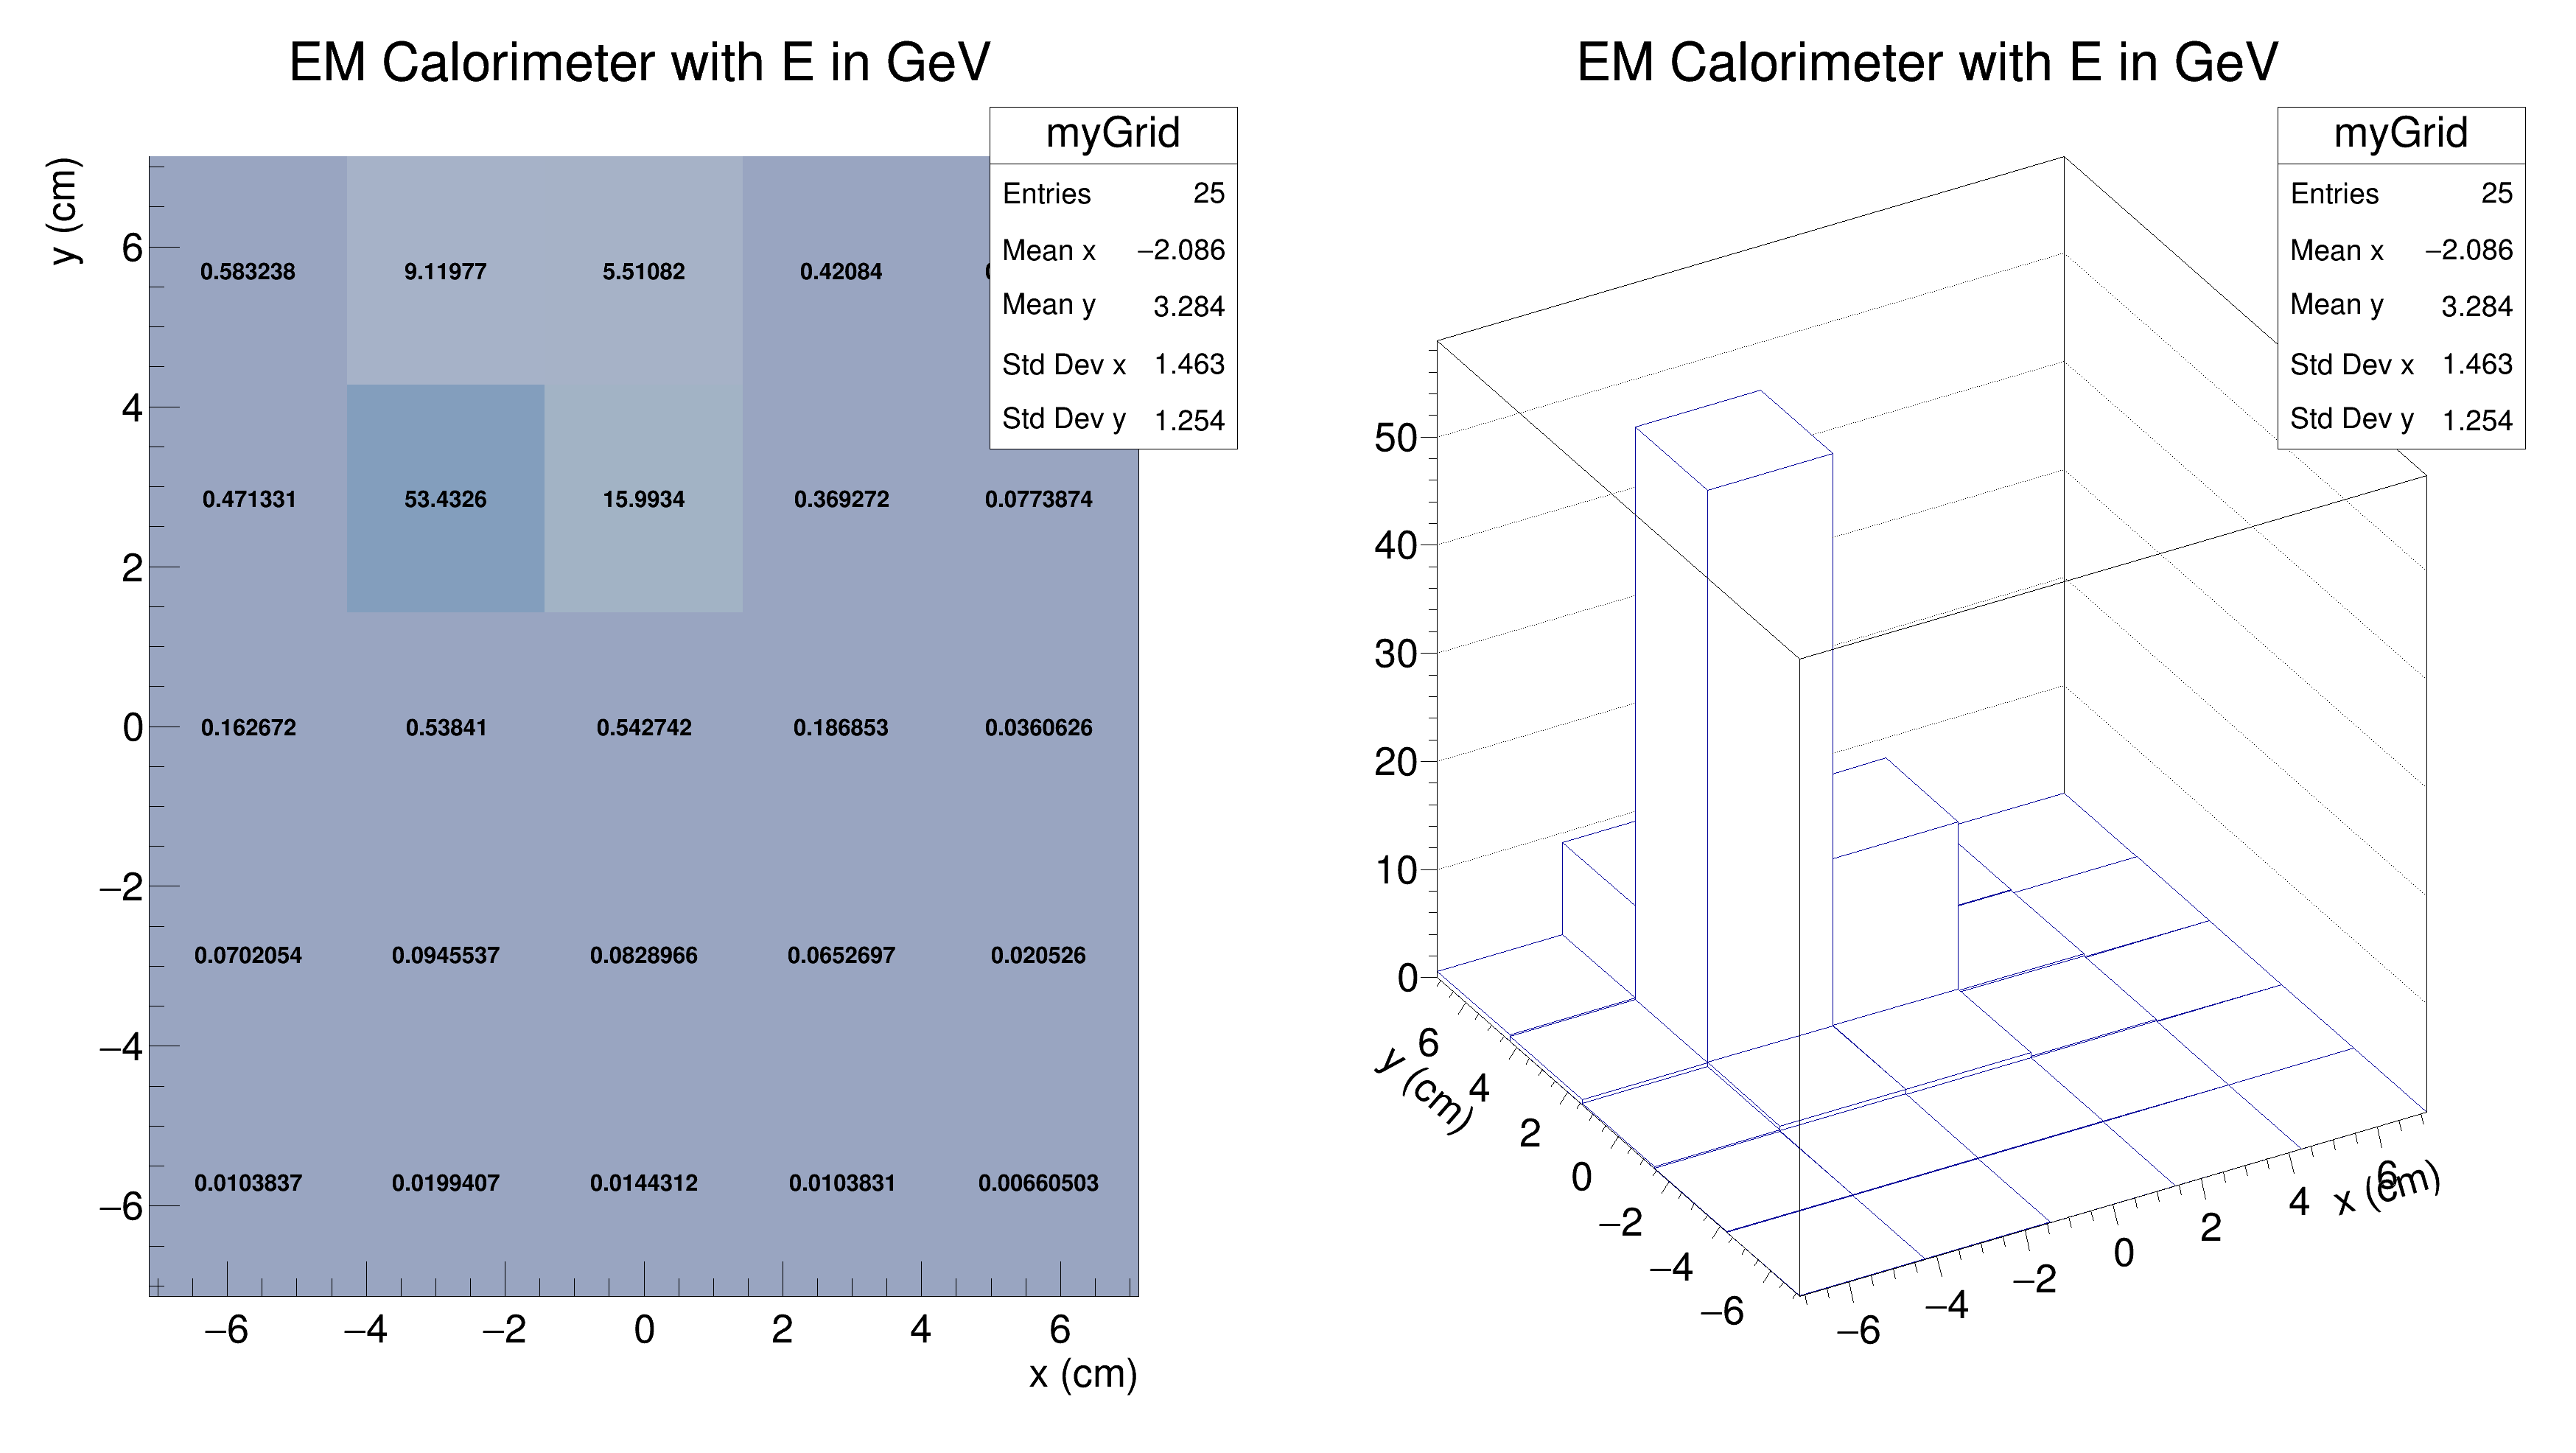 EM Calorimeter with E in GeV
myGrid
Entries 25
Mean x −2.086
Mean y 3.284
Std Dev x 1.463
Std Dev y 1.254
y (cm)
6
4
2
0
−2
−4
−6
0.583238 9.11977 5.51082 0.42084
0.471331 53.4326 15.9934 0.369272 0.0773874
0.162672 0.53841 0.542742 0.186853 0.0360626
0.0702054 0.0945537 0.0828966 0.0652697 0.020526
0.0103837 0.0199407 0.0144312 0.0103831 0.00660503
−6 −4 −2 0 2 4 6
x (cm)
EM Calorimeter with E in GeV
myGrid
Entries 25
Mean x −2.086
Mean y 3.284
Std Dev x 1.463
Std Dev y 1.254
50
40
30
20
10
0
6
4
2
0
−2
−4
−6
y (cm)
−6
−4
−2
0
2
4
6
x (cm)